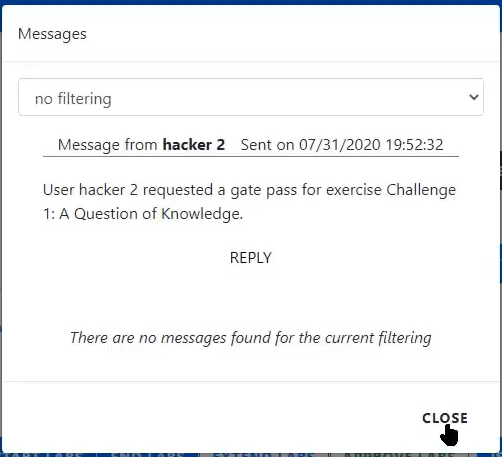 Messages
no filtering
Message from hacker 2 Sent on 07/31/2020 19:52:32
User hacker 2 requested a gate pass for exercise Challenge
1: A Question of Knowledge.
REPLY
There are no messages found for the current filtering
CLOSE